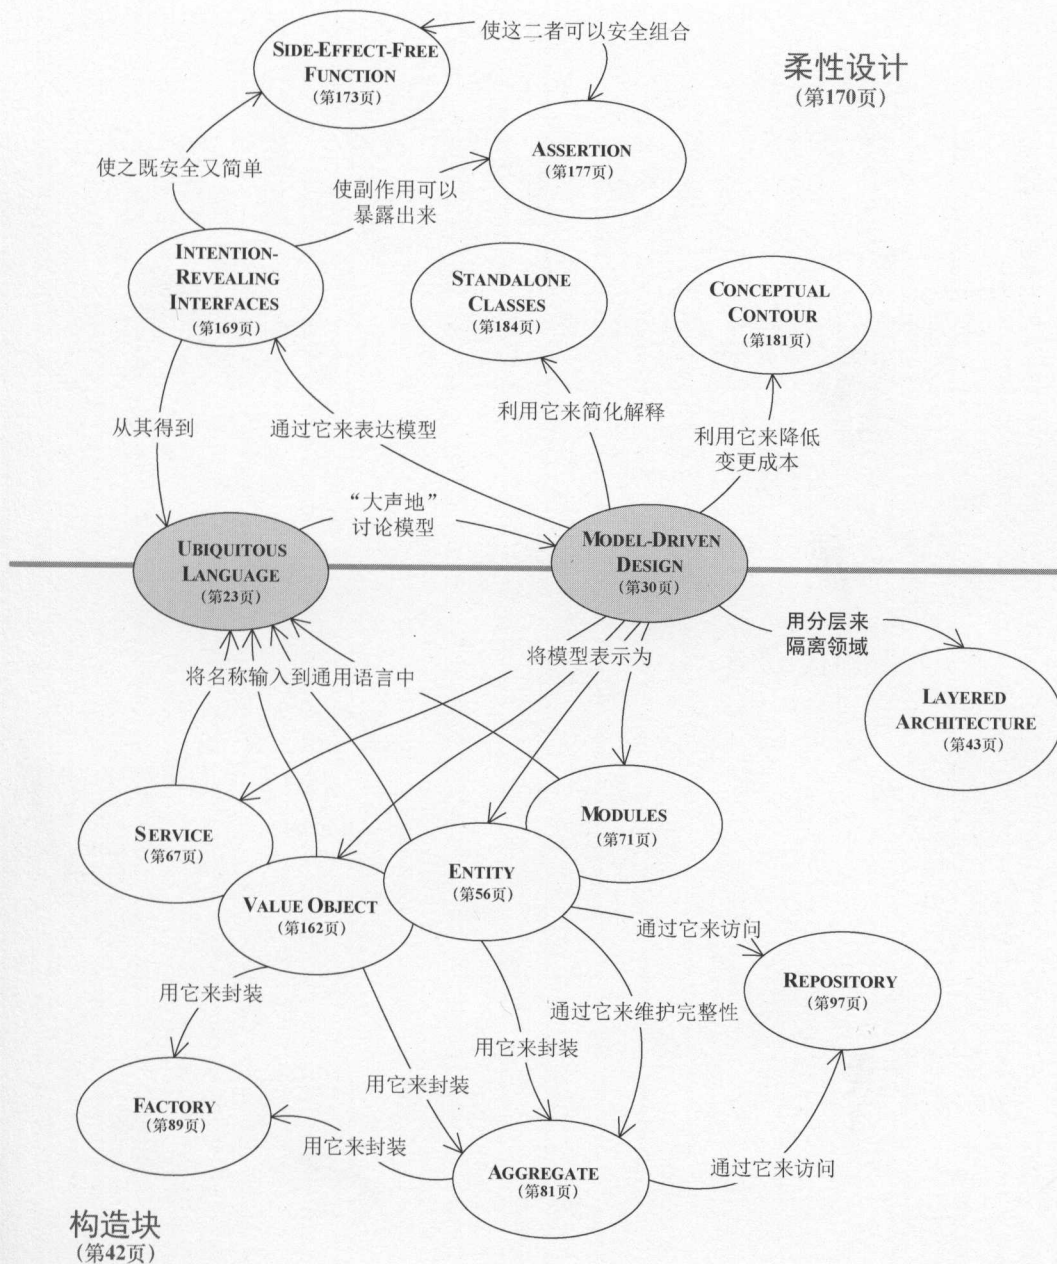 使这二者可以安全组合
SIDE-EFFECT-FREE
FUNCTION
(第173页)
柔性设计
(第170页)
ASSERTION
(第177页)
使之既安全又简单
使副作用可以
暴露出来
INTENTION-
REVEALING
INTERFACES
(第169页)
STANDALONE
CLASSES
(第184页)
CONCEPTUAL
CONTOUR
(第181页)
从其得到
通过它来表达模型
利用它来简化解释
利用它来降低
变更成本
“大声地”
讨论模型
UBIQUITOUS
LANGUAGE
(第23页)
MODEL-DRIVEN
DESIGN
(第30页)
用分层来
隔离领域
将名称输入到通用语言中
将模型表示为
LAYERED
ARCHITECTURE
(第43页)
SERVICE
(第67页)
MODULES
(第71页)
ENTITY
(第56页)
VALUE OBJECT
(第162页)
通过它来访问
REPOSITORY
(第97页)
用它来封装
通过它来维护完整性
用它来封装
用它来封装
FACTORY
(第89页)
用它来封装
AGGREGATE
(第81页)
通过它来访问
构造块
(第42页)